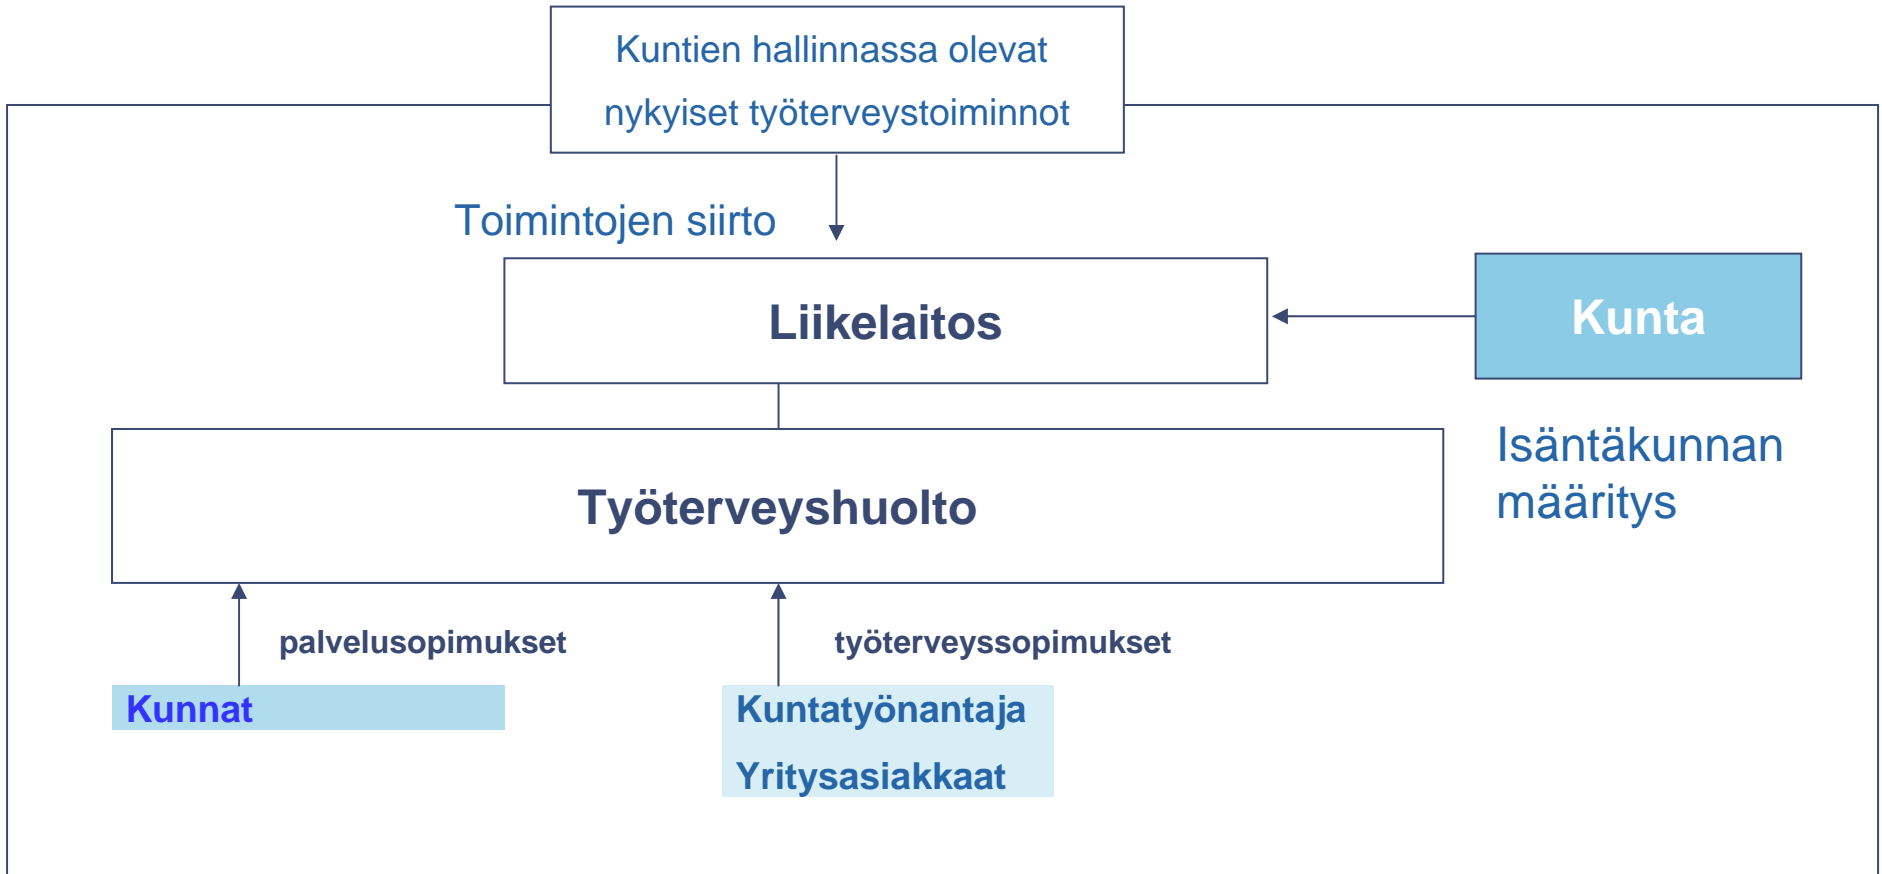 Kuntien hallinnassa olevat
nykyiset työterveystoiminnot
Toimintojen siirto
Liikelaitos
Kunta
Isäntäkunnan
määritys
Työterveyshuolto
palvelusopimukset
työterveyssopimukset
Kunnat
Kuntatyönantaja
Yritysasiakkaat